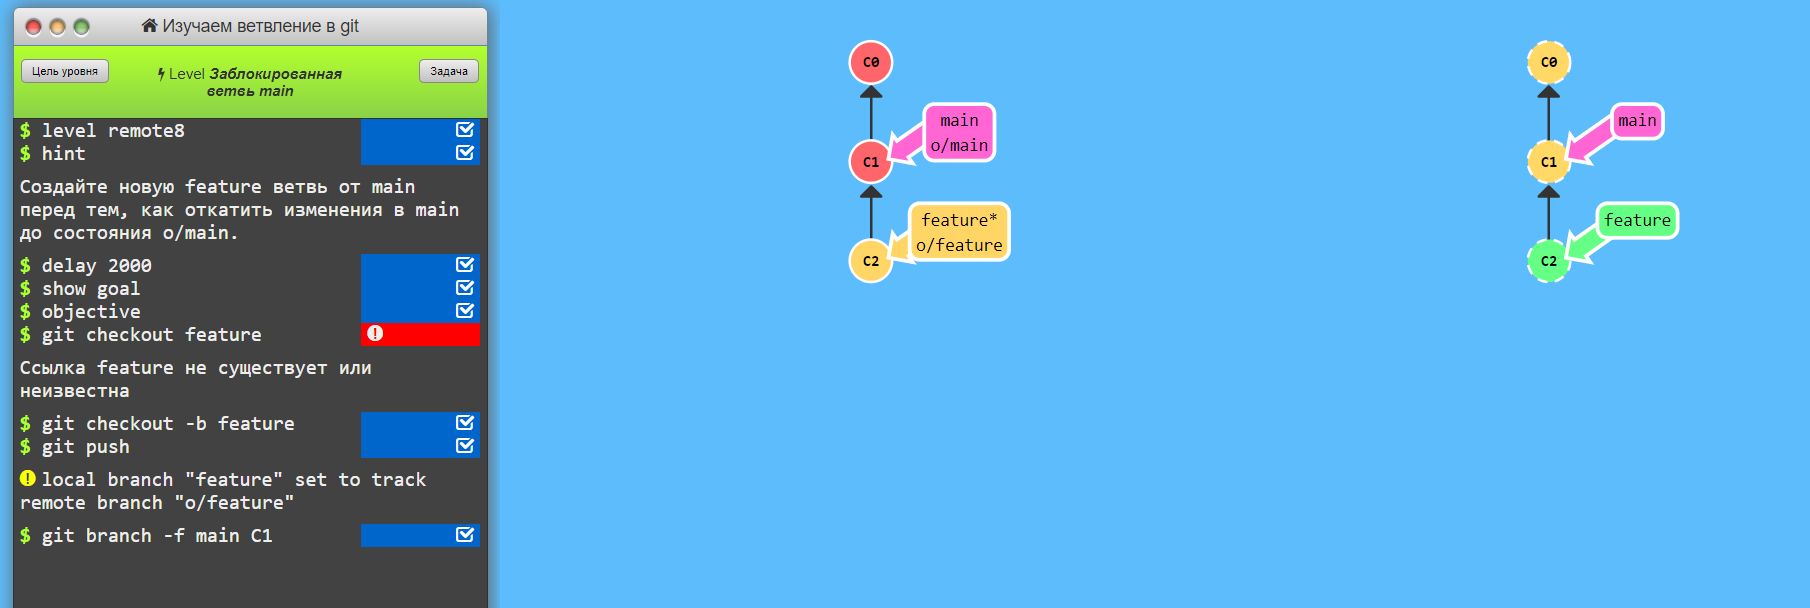 Изучаем ветвление в git
Цель уровня
Level Заблокированная
ветвь main
Задача
$ level remote8
$ hint
Создайте новую feature ветвь от main
перед тем, как откатить изменения в main
до состояния o/main.
$ delay 2000
$ show goal
$ objective
$ git checkout feature
Ссылка feature не существует или
неизвестна
$ git checkout -b feature
$ git push
local branch "feature" set to track
remote branch "o/feature"
$ git branch -f main C1
C0
main
o/main
C1
feature*
o/feature
C2
C0
main
C1
feature
C2